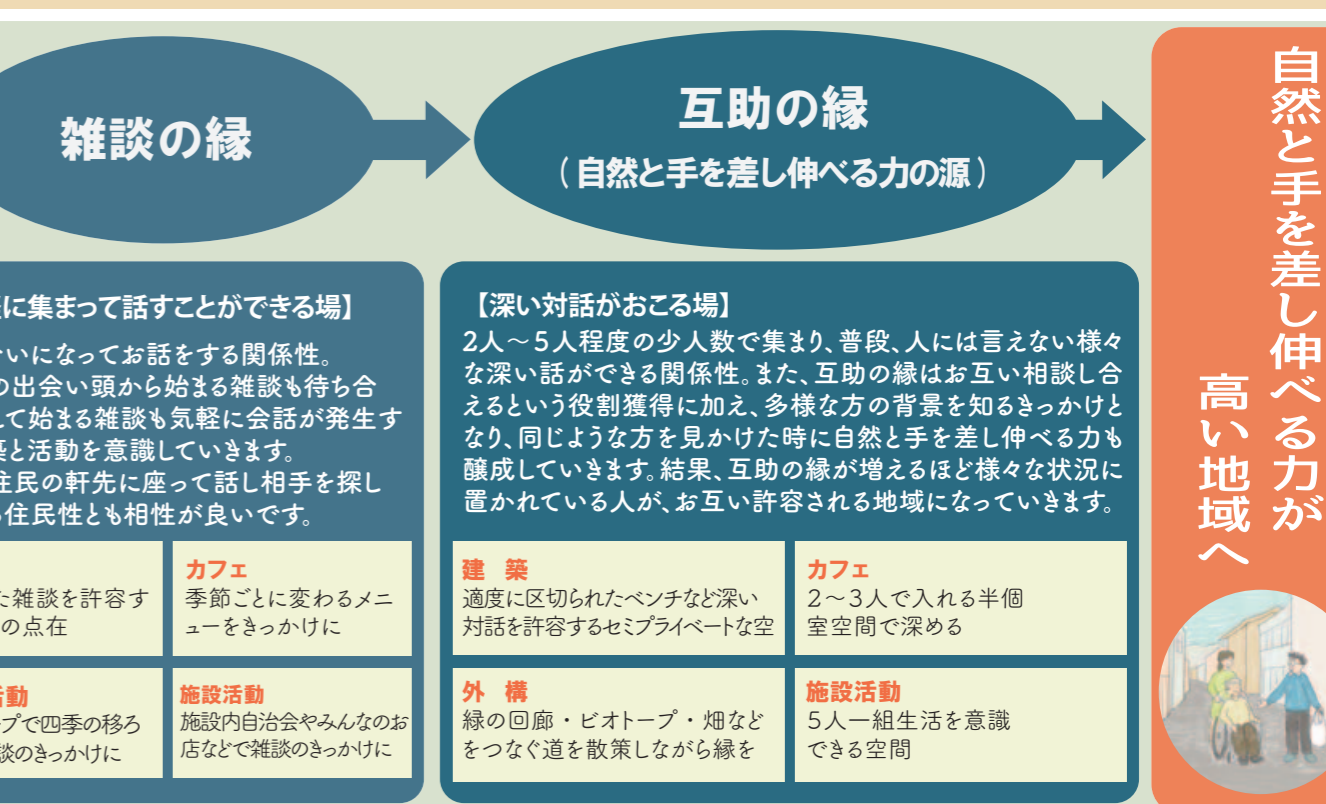 雑談の縁
互助の縁
（自然と手を差し伸べる力の源）
自然と手を差し伸べる力が
高い地域へ
に集まって話すことができる場】
いになってお話をする関係性。
の出会い頭から始まる雑談も待ち合
して始まる雑談も気軽に会話が発生す
築と活動を意識していきます。
住民の軒先に座って話し相手を探し
る住民性とも相性が良いです。
た雑談を許容す
の点在
カフェ
季節ごとに変わるメニ
ューをきっかけに
活動
プで四季の移ろ
談のきっかけに
施設活動
施設内自治会やみんなのお
店などで雑談のきっかけに
【深い対話がおこる場】
2人～5人程度の少人数で集まり、普段、人には言えない様々
な深い話ができる関係性。また、互助の縁はお互い相談し合
えるという役割獲得に加え、多様な方の背景を知るきっかけと
なり、同じような方を見かけた時に自然と手を差し伸べる力も
醸成していきます。結果、互助の縁が増えるほど様々な状況に
置かれている人が、お互い許容される地域になっていきます。
建 築
適度に区切られたベンチなど深い
対話を許容するセミプライベートな空
カフェ
2～3人で入れる半個
室空間で深める
外 構
緑の回廊・ビオトープ・畑など
をつなぐ道を散策しながら縁を
施設活動
5人一組生活を意識
できる空間